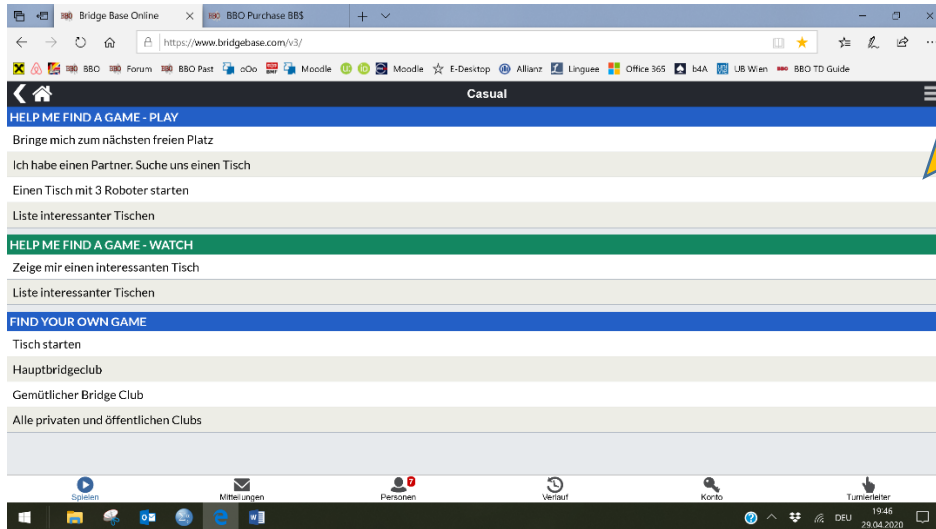 Bridge Base Online
BBO Purchase BB$
https://www.bridgebase.com/v3/
BBO Forum BBO Past oOo Moodle Moodle E-Desktop Allianz Linguee Office 365 b4A UB Wien BBO TD Guide
Casual
HELP ME FIND A GAME - PLAY
Bringe mich zum nächsten freien Platz
Ich habe einen Partner. Suche uns einen Tisch
Einen Tisch mit 3 Roboter starten
Liste interessanter Tischen
HELP ME FIND A GAME - WATCH
Zeige mir einen interessanten Tisch
Liste interessanter Tischen
FIND YOUR OWN GAME
Tisch starten
Hauptbridgeclub
Gemütlicher Bridge Club
Alle privaten und öffentlichen Clubs
7
Spielen Mitteilungen Personen Verlauf Konto Turnierleiter
DEU 19:46
29.04.2020